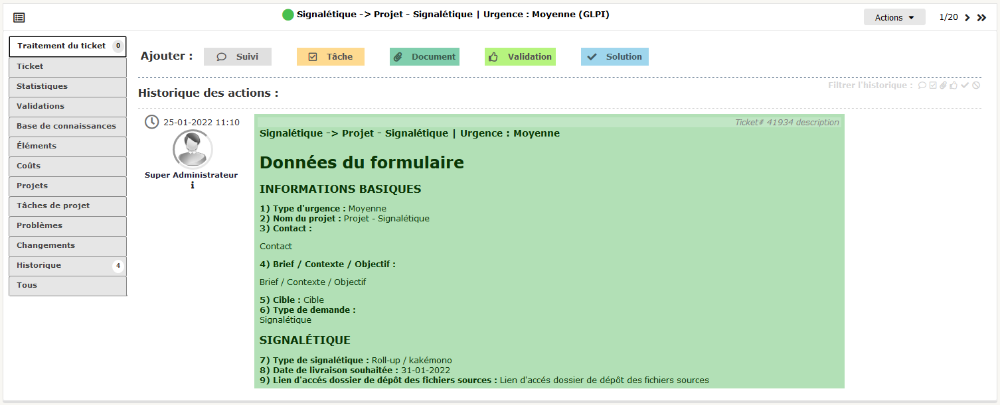 Signalétique -> Projet - Signalétique | Urgence : Moyenne (GLPI)
Actions
1/20
Traitement du ticket 0
Ticket
Statistiques
Validations
Base de connaissances
Éléments
Coûts
Projets
Tâches de projet
Problèmes
Changements
Historique 4
Tous
Ajouter : Suivi Tâche Document Validation Solution
Filtrer l'historique :
Historique des actions :
25-01-2022 11:10
Super Administrateur
Ticket# 41934 description
Signalétique -> Projet - Signalétique | Urgence : Moyenne
Données du formulaire
INFORMATIONS BASIQUES
1) Type d'urgence : Moyenne
2) Nom du projet : Projet - Signalétique
3) Contact :
Contact
4) Brief / Contexte / Objectif :
Brief / Contexte / Objectif
5) Cible : Cible
6) Type de demande :
Signalétique
SIGNALÉTIQUE
7) Type de signalétique : Roll-up / kakémono
8) Date de livraison souhaitée : 31-01-2022
9) Lien d'accés dossier de dépôt des fichiers sources : Lien d'accés dossier de dépôt des fichiers sources